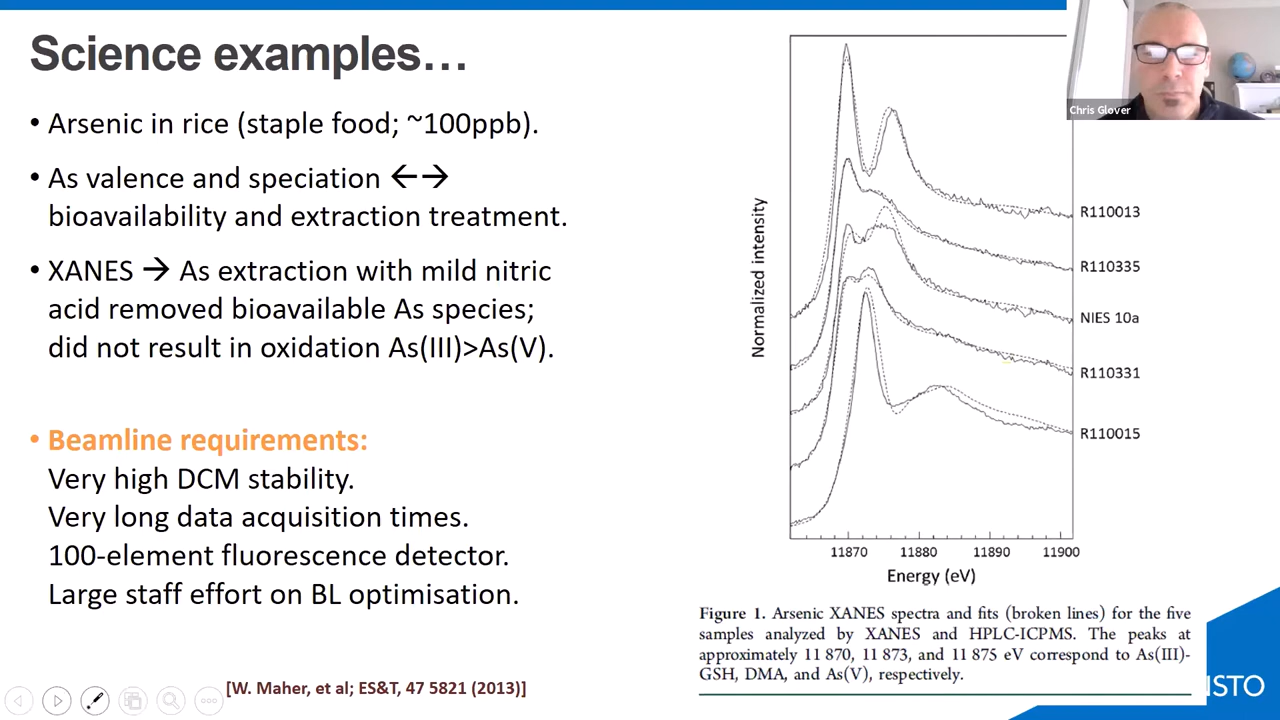 Science examples…
• Arsenic in rice (staple food; ~100ppb).
• As valence and speciation ←→
bioavailability and extraction treatment.
• XANES → As extraction with mild nitric
acid removed bioavailable As species;
did not result in oxidation As(III)>As(V).
• Beamline requirements:
Very high DCM stability.
Very long data acquisition times.
100-element fluorescence detector.
Large staff effort on BL optimisation.
[W. Maher, et al; ES&T, 47 5821 (2013)]
Normalized intensity
R110013
R110335
NIES 10a
R110331
R110015
11870 11880 11890 11900
Energy (eV)
Figure 1. Arsenic XANES spectra and fits (broken lines) for the five
samples analyzed by XANES and HPLC-ICPMS. The peaks at
approximately 11 870, 11 873, and 11 875 eV correspond to As(III)-
GSH, DMA, and As(V), respectively.
Chris Glover
STO